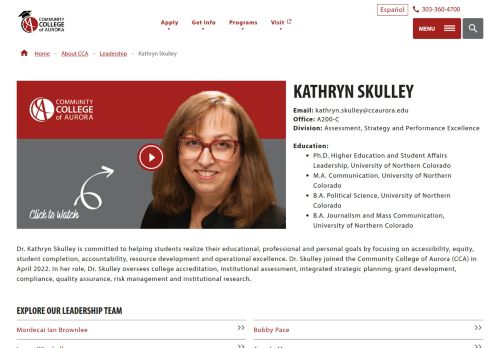 COMMUNITY
COLLEGE
of AURORA
Apply
Get Info
Programs
Visit
Español
303-360-4700
MENU
Home
About CCA
Leadership
Kathryn Skulley
COMMUNITY
COLLEGE
of AURORA
Click to Watch
KATHRYN SKULLEY
Email: kathryn.skulley@ccaurora.edu
Office: A200-C
Division: Assessment, Strategy and Performance Excellence
Education:
Ph.D. Higher Education and Student Affairs
Leadership, University of Northern
Colorado
M.A. Communication, University of Northern
Colorado
B.A. Political Science, University of Northern
Colorado
B.A. Journalism and Mass Communication,
University of Northern Colorado
Dr. Kathryn Skulley is committed to helping students realize their educational, professional and personal goals by focusing on accessibility, equity,
student completion, accountability, resource development and operational excellence. Dr. Skulley joined the Community College of Aurora (CCA) in
April 2022. In her role, Dr. Skulley oversees college accreditation, institutional assessment, integrated strategic planning, grant development,
compliance, quality assurance, risk management and institutional research.
EXPLORE OUR LEADERSHIP TEAM
Mordecai Ian Brownlee
Bobby Pace